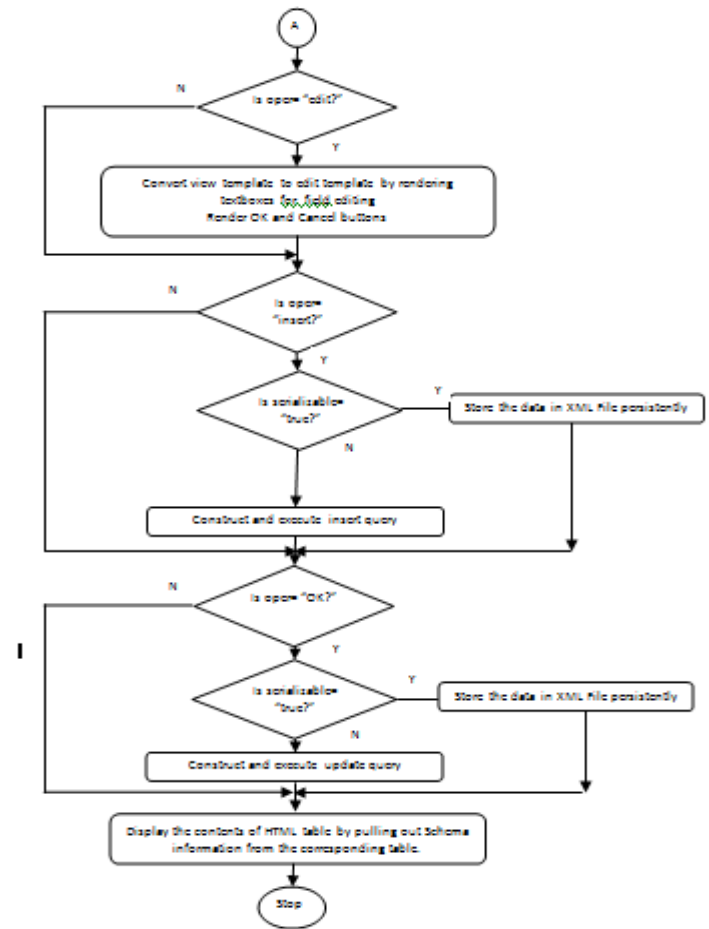 A
N
Is oper= "edit?"
Y
Convert view template to edit template by rendering
textboxes for field editing
Render OK and Cancel buttons
N
Is oper=
"insert?"
Y
Is serializable=
"true?"
Y
Store the data in XML File persistently
N
Construct and execute insert query
N
Is oper= "OK?"
Y
I
Is serializable=
"true?"
Y
Store the data in XML File persistently
N
Construct and execute update query
Display the contents of HTML table by pulling out Schema
information from the corresponding table.
Stop